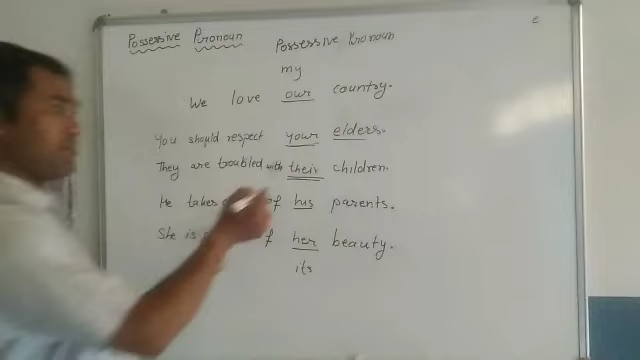 Possessive Pronoun
Possessive Pronoun
my
We love our country.
You should respect your elders.
They are troubled with their children.
He takes of his parents.
She is of her beauty.
its